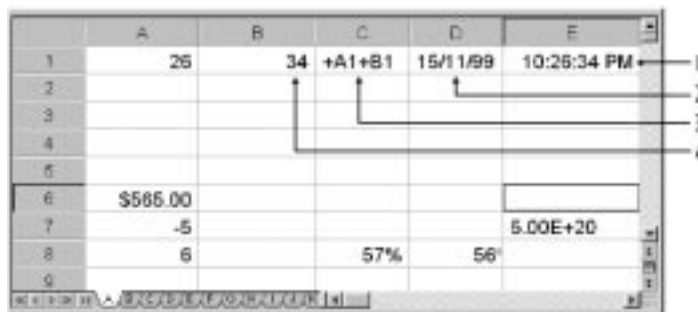 A B C D E
1 26 34 +A1+B1 15/11/99 10:26:34 PM
2
3
4
5
6 $565.00
7 -5 5.00E+20
8 6 57% 56°
9
A B C D E F G H I J K